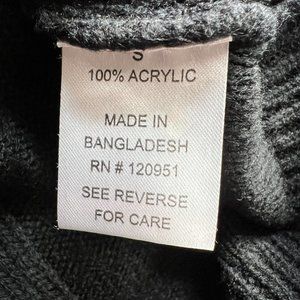 S
100% ACRYLIC
MADE IN
BANGLADESH
RN # 120951
SEE REVERSE
FOR CARE